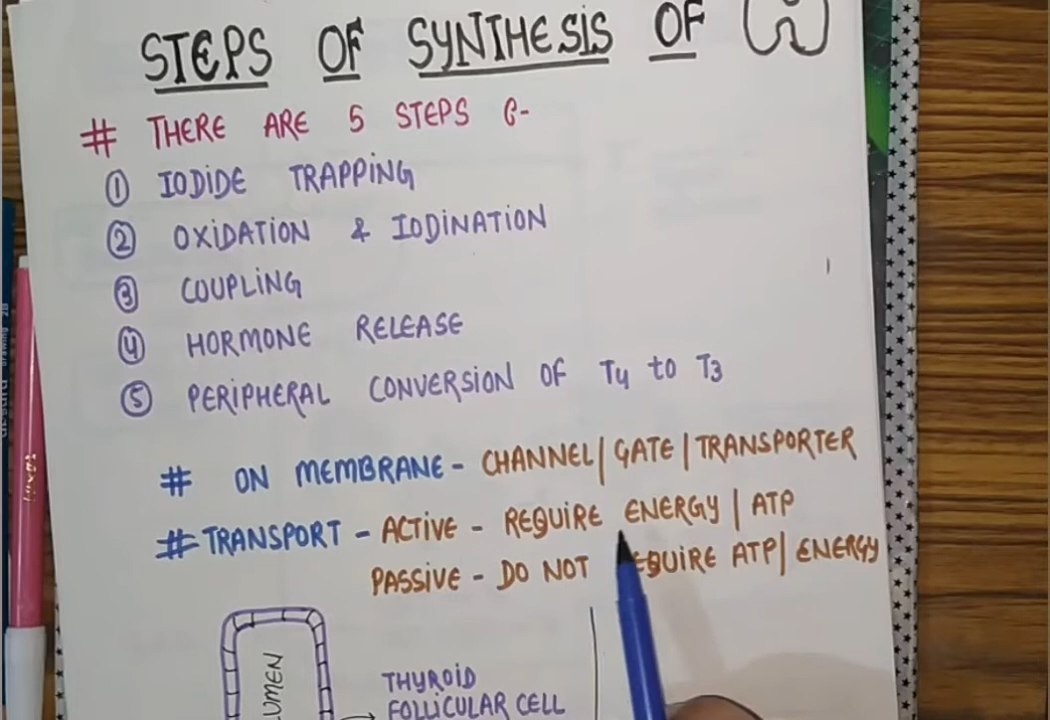 STEPS OF SYNTHESIS OF
# THERE ARE 5 STEPS :-
① IODIDE TRAPPING
② OXIDATION & IODINATION
③ COUPLING
④ HORMONE RELEASE
⑤ PERIPHERAL CONVERSION OF T4 to T3
# ON MEMBRANE - CHANNEL/GATE/TRANSPORTER
# TRANSPORT - ACTIVE - REQUIRE ENERGY/ATP
PASSIVE - DO NOT EQUIRE ATP/ENERGY
UMEN
THYROID
FOLLICULAR CELL